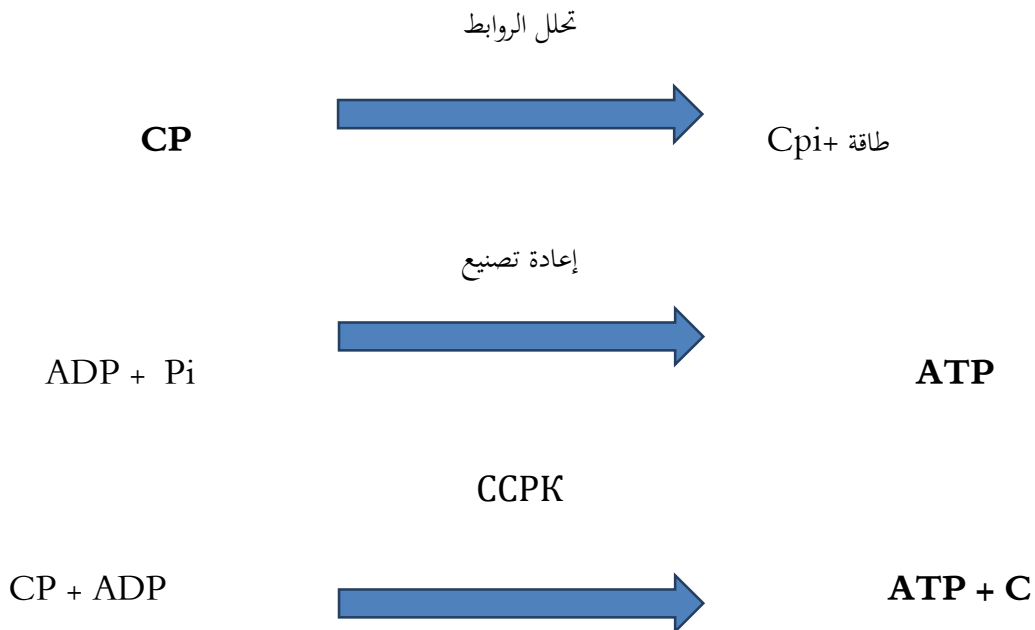 تحلل الروابط
CP
Cpi+ طاقة
إعادة تصنيع
ADP + Pi
ATP
CCPK
CP + ADP
ATP + C